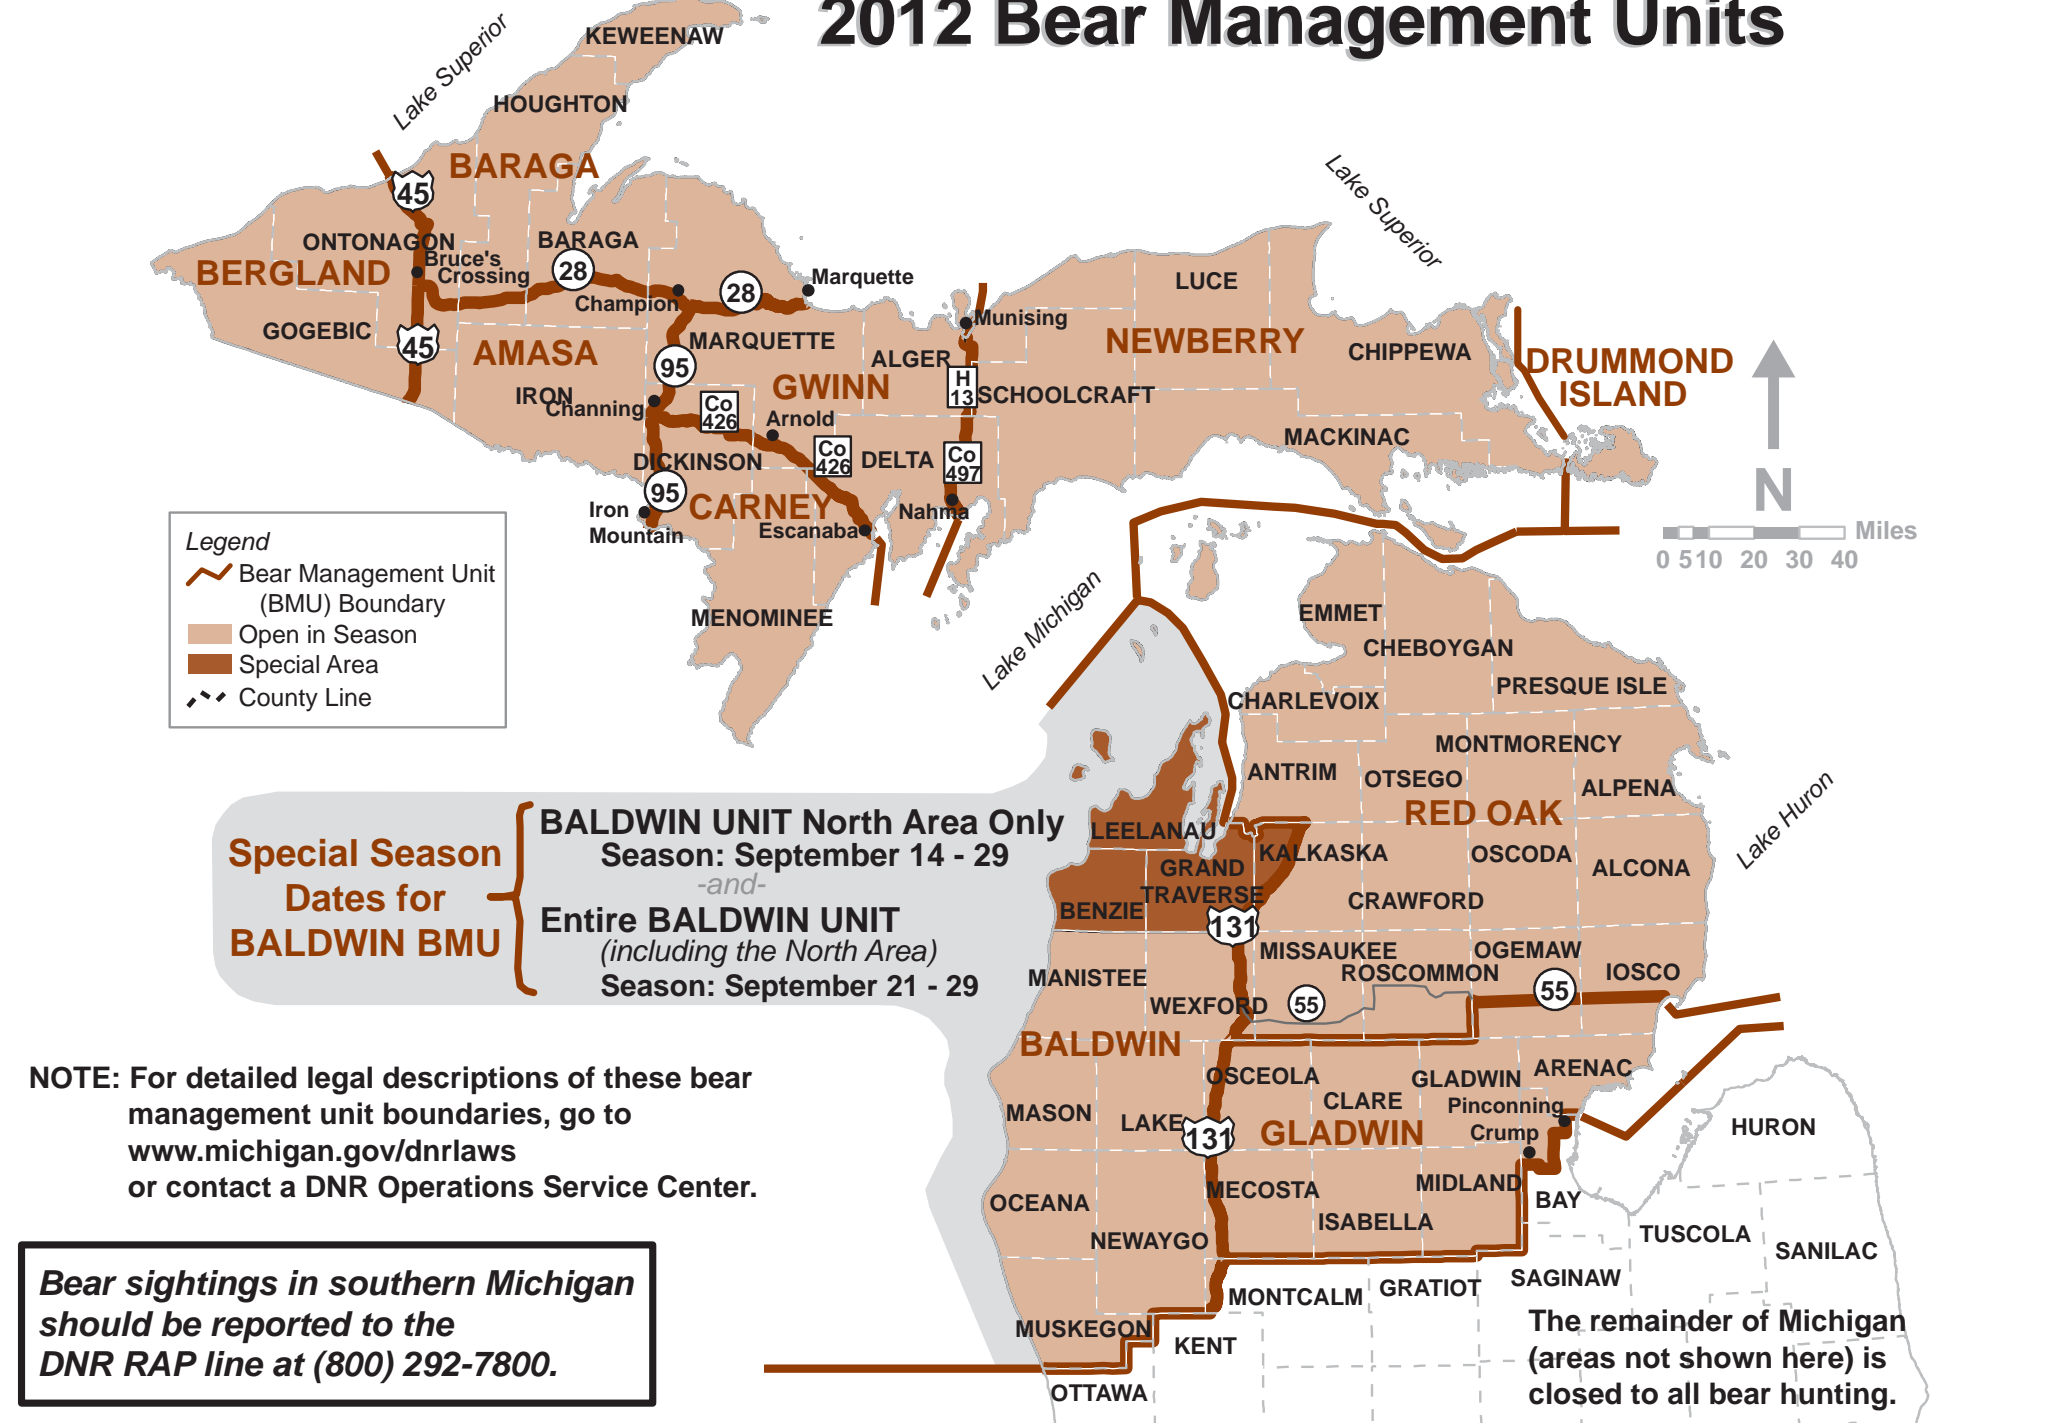 2012 Bear Management Units
Lake Superior
KEWEENAW
HOUGHTON
BARAGA
45
ONTONAGON
BARAGA
BERGLAND
Bruce's
Crossing
28
Champion
28
Marquette
GOGEBIC
45
AMASA
IRON
Channing
95
MARQUETTE
GWINN
ALGER
Munising
H
13
SCHOOLCRAFT
LUCE
NEWBERRY
CHIPPEWA
Lake Superior
DRUMMOND
ISLAND
MACKINAC
Co
426
Arnold
Co
426
DELTA
Co
497
Nahma
DICKINSON
95
CARNEY
Iron
Mountain
Escanaba
MENOMINEE
N
Miles
0 5 10 20 30 40
Legend
Bear Management Unit
(BMU) Boundary
Open in Season
Special Area
County Line
Lake Michigan
EMMET
CHEBOYGAN
PRESQUE ISLE
CHARLEVOIX
MONTMORENCY
ANTRIM
OTSEGO
ALPENA
RED OAK
Lake Huron
LEELANAU
KALKASKA
OSCODA
ALCONA
GRAND
TRAVERSE
BENZIE
CRAWFORD
131
MISSAUKEE
OGEMAW
ROSCOMMON
IOSCO
MANISTEE
WEXFORD
55
55
BALDWIN
OSCEOLA
GLADWIN
ARENAC
CLARE
Pinconning
MASON
LAKE
131
GLADWIN
Crump
HURON
OCEANA
MECOSTA
MIDLAND
BAY
ISABELLA
NEWAYGO
TUSCOLA
SANILAC
MONTCALM
GRATIOT
SAGINAW
MUSKEGON
KENT
OTTAWA
Special Season
Dates for
BALDWIN BMU
BALDWIN UNIT North Area Only
Season: September 14 - 29
-and-
Entire BALDWIN UNIT
(including the North Area)
Season: September 21 - 29
NOTE: For detailed legal descriptions of these bear
management unit boundaries, go to
www.michigan.gov/dnrlaws
or contact a DNR Operations Service Center.
Bear sightings in southern Michigan
should be reported to the
DNR RAP line at (800) 292-7800.
The remainder of Michigan
(areas not shown here) is
closed to all bear hunting.